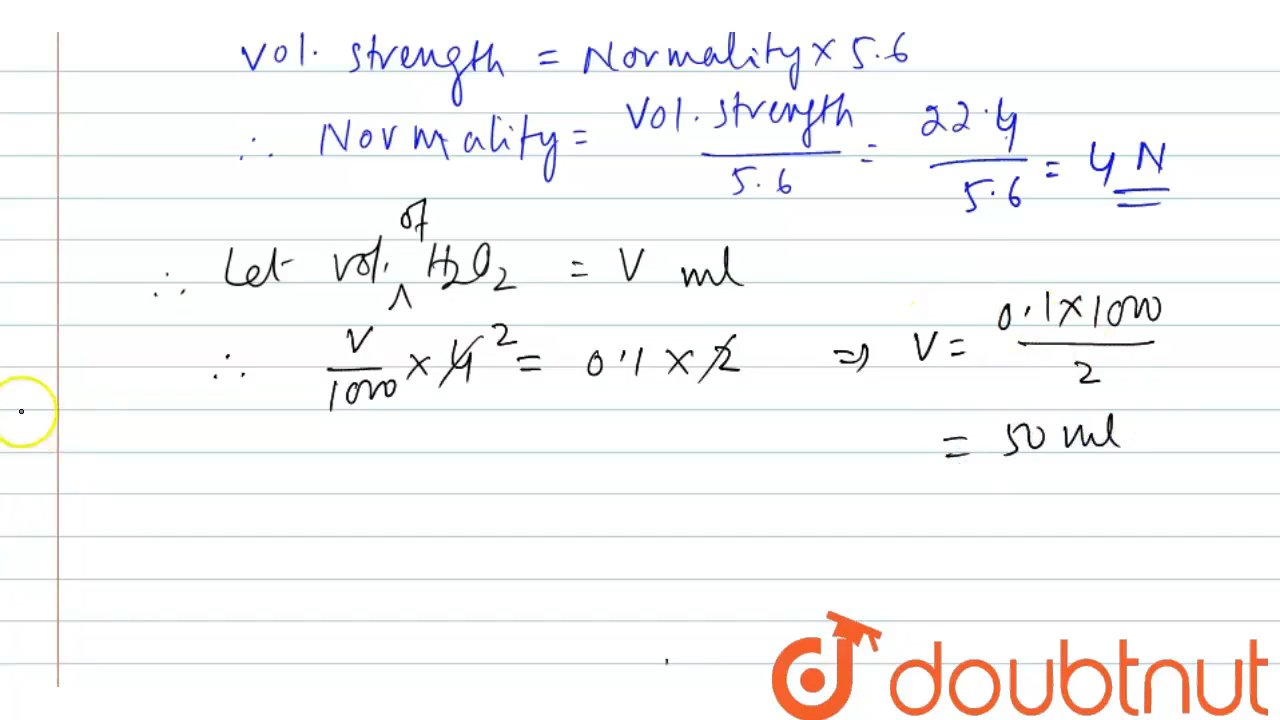 Vol. strength = Normality × 5.6
∴ Normality = Vol. strength / 5.6 = 22.4 / 5.6 = 4 N
∴ Let vol. of H2O2 = V ml
∴ V / 1000 × 4 2 = 0.1 × 2 ⇒ V = 0.1 × 1000 / 2
= 50 ml
doubtnut